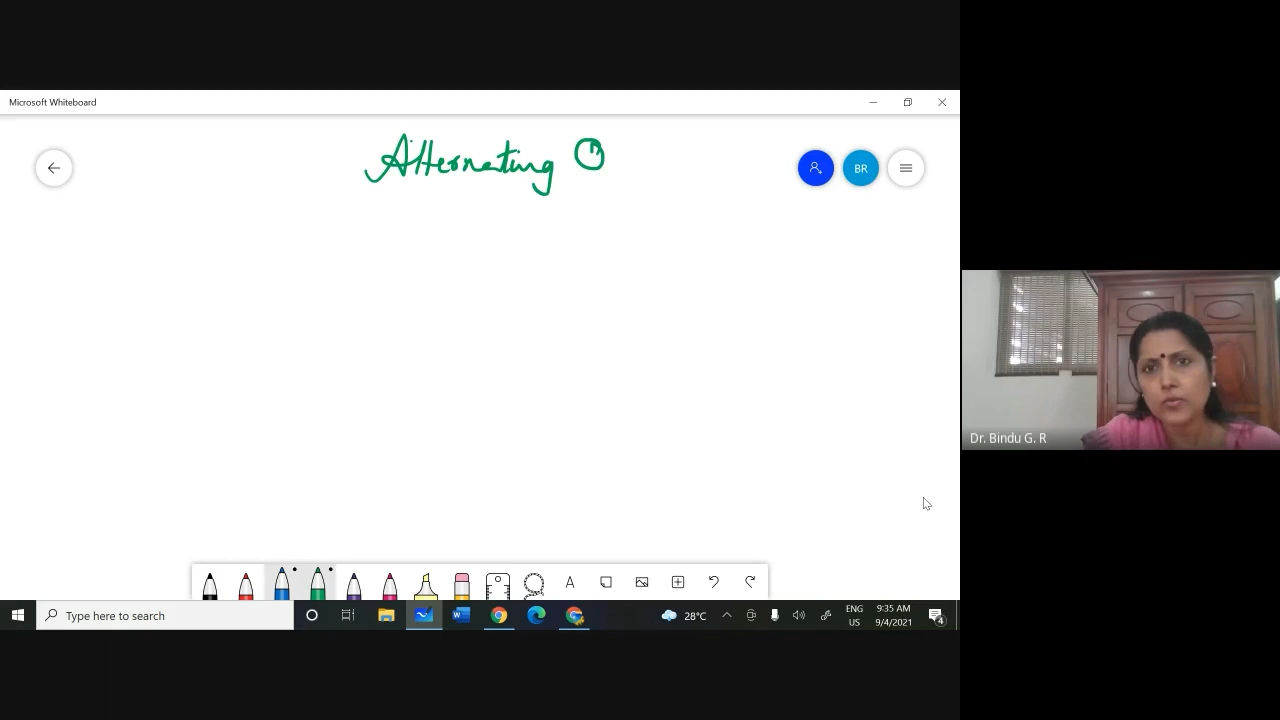 Microsoft Whiteboard
Alternating
BR
Dr. Bindu G. R
A
Type here to search
28°C
ENG
US
9:35 AM
9/4/2021
4